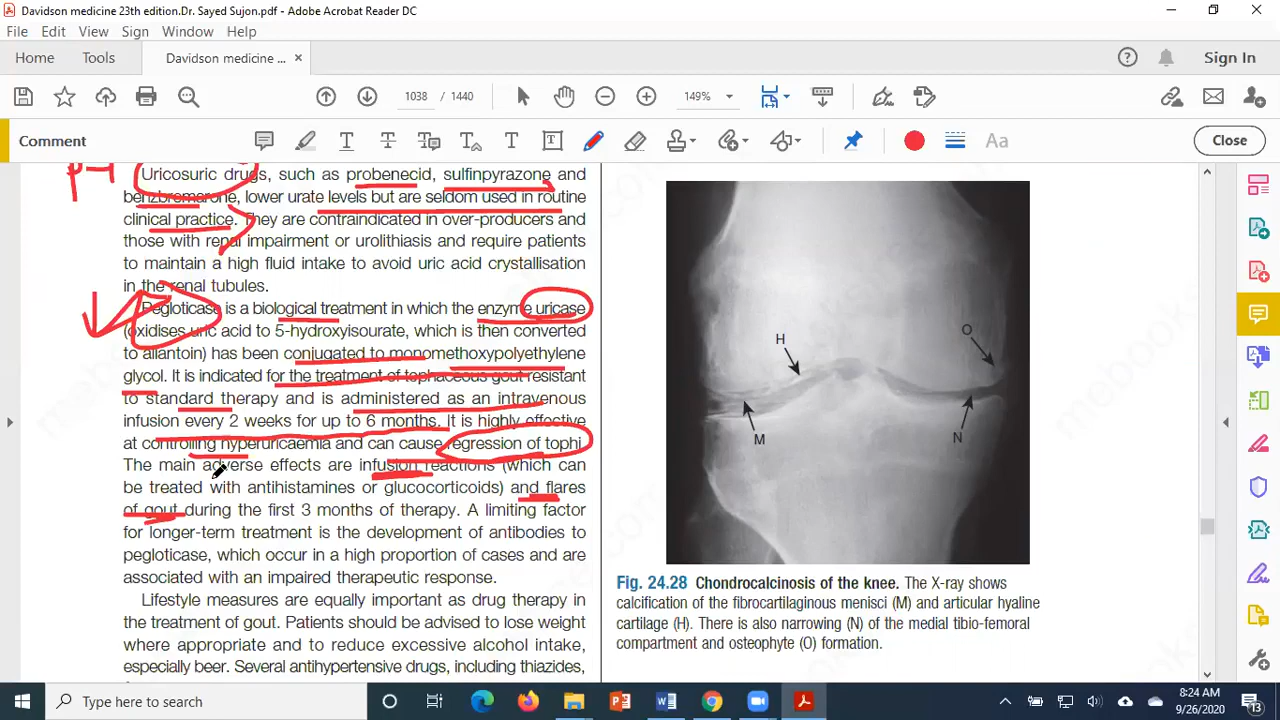 Davidson medicine 23th edition.Dr. Sayed Sujon.pdf - Adobe Acrobat Reader DC
File Edit View Sign Window Help
Home Tools Davidson medicine ... × Sign In
1038 / 1440 149%
Comment Aa Close
Uricosuric drugs, such as probenecid, sulfinpyrazone and
benzbromarone, lower urate levels but are seldom used in routine
clinical practice. They are contraindicated in over-producers and
those with renal impairment or urolithiasis and require patients
to maintain a high fluid intake to avoid uric acid crystallisation
in the renal tubules.
Pegloticase is a biological treatment in which the enzyme uricase
(oxidises uric acid to 5-hydroxyisourate, which is then converted
to allantoin) has been conjugated to monomethoxypolyethylene
glycol. It is indicated for the treatment of tophaceous gout resistant
to standard therapy and is administered as an intravenous
infusion every 2 weeks for up to 6 months. It is highly effective
at controlling hyperuricaemia and can cause regression of tophi.
The main adverse effects are infusion reactions (which can
be treated with antihistamines or glucocorticoids) and flares
of gout during the first 3 months of therapy. A limiting factor
for longer-term treatment is the development of antibodies to
pegloticase, which occur in a high proportion of cases and are
associated with an impaired therapeutic response.
Lifestyle measures are equally important as drug therapy in
the treatment of gout. Patients should be advised to lose weight
where appropriate and to reduce excessive alcohol intake,
especially beer. Several antihypertensive drugs, including thiazides,
H
O
M
N
Fig. 24.28 Chondrocalcinosis of the knee. The X-ray shows
calcification of the fibrocartilaginous menisci (M) and articular hyaline
cartilage (H). There is also narrowing (N) of the medial tibio-femoral
compartment and osteophyte (O) formation.
Type here to search
8:24 AM
9/26/2020
13